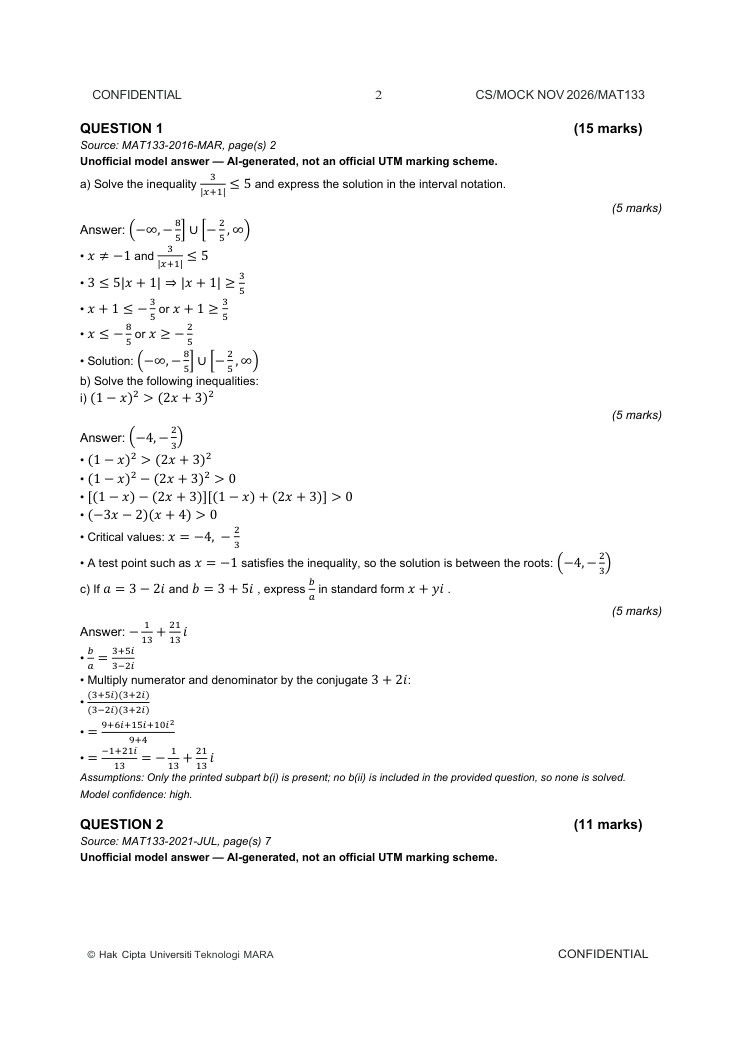 CONFIDENTIAL 2 CS/MOCK NOV 2026/MAT133
QUESTION 1 (15 marks)
Source: MAT133-2016-MAR, page(s) 2
Unofficial model answer — AI-generated, not an official UTM marking scheme.
a) Solve the inequality 3/|x+1| ≤ 5 and express the solution in the interval notation.
(5 marks)
Answer: (−∞, −8/5] ∪ [−2/5, ∞)
• x ≠ −1 and 3/|x+1| ≤ 5
• 3 ≤ 5|x + 1| ⇒ |x + 1| ≥ 3/5
• x + 1 ≤ −3/5 or x + 1 ≥ 3/5
• x ≤ −8/5 or x ≥ −2/5
• Solution: (−∞, −8/5] ∪ [−2/5, ∞)
b) Solve the following inequalities:
i) (1 − x)² > (2x + 3)²
(5 marks)
Answer: (−4, −2/3)
• (1 − x)² > (2x + 3)²
• (1 − x)² − (2x + 3)² > 0
• [(1 − x) − (2x + 3)][(1 − x) + (2x + 3)] > 0
• (−3x − 2)(x + 4) > 0
• Critical values: x = −4, −2/3
• A test point such as x = −1 satisfies the inequality, so the solution is between the roots: (−4, −2/3)
c) If a = 3 − 2i and b = 3 + 5i , express b/a in standard form x + yi .
(5 marks)
Answer: −1/13 + 21/13 i
• b/a = 3+5i/3−2i
• Multiply numerator and denominator by the conjugate 3 + 2i:
• (3+5i)(3+2i)/(3−2i)(3+2i)
• = 9+6i+15i+10i²/9+4
• = −1+21i/13 = −1/13 + 21/13 i
Assumptions: Only the printed subpart b(i) is present; no b(ii) is included in the provided question, so none is solved.
Model confidence: high.
QUESTION 2 (11 marks)
Source: MAT133-2021-JUL, page(s) 7
Unofficial model answer — AI-generated, not an official UTM marking scheme.
© Hak Cipta Universiti Teknologi MARA CONFIDENTIAL